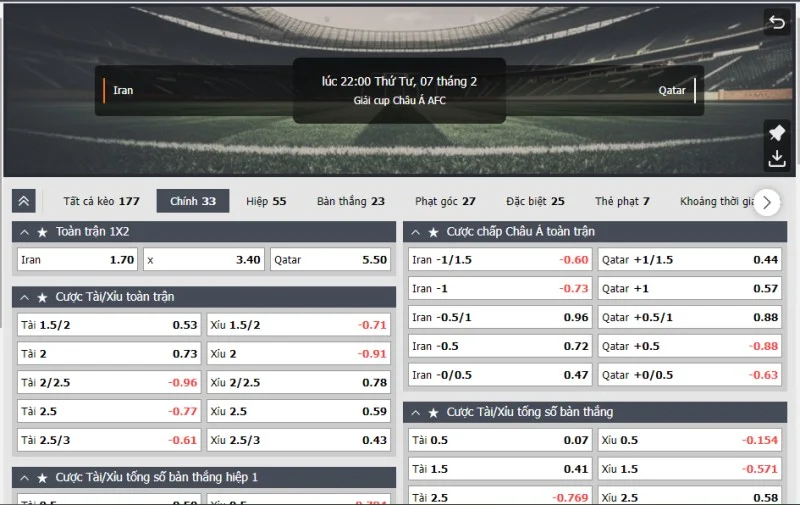 lúc 22:00 Thứ Tư, 07 tháng 2
Iran
Qatar
Giải cup Châu Á AFC
Tất cả kèo 177 Chính 33 Hiệp 55 Bàn thắng 23 Phạt góc 27 Đặc biệt 25 Thẻ phạt 7 Khoảng thời
Toàn trận 1X2
Iran 1.70 x 3.40 Qatar 5.50
Cược Tài/Xỉu toàn trận
Tài 1.5/2 0.53 Xỉu 1.5/2 -0.71
Tài 2 0.73 Xỉu 2 -0.91
Tài 2/2.5 -0.96 Xỉu 2/2.5 0.78
Tài 2.5 -0.77 Xỉu 2.5 0.59
Tài 2.5/3 -0.61 Xỉu 2.5/3 0.43
Cược Tài/Xỉu tổng số bàn thắng hiệp 1
Cược chấp Châu Á toàn trận
Iran -1/1.5 -0.60 Qatar +1/1.5 0.44
Iran -1 -0.73 Qatar +1 0.57
Iran -0.5/1 0.96 Qatar +0.5/1 0.88
Iran -0.5 0.72 Qatar +0.5 -0.88
Iran -0/0.5 0.47 Qatar +0/0.5 -0.63
Cược Tài/Xỉu tổng số bàn thắng
Tài 0.5 0.07 Xỉu 0.5 -0.154
Tài 1.5 0.41 Xỉu 1.5 -0.571
Tài 2.5 -0.769 Xỉu 2.5 0.58